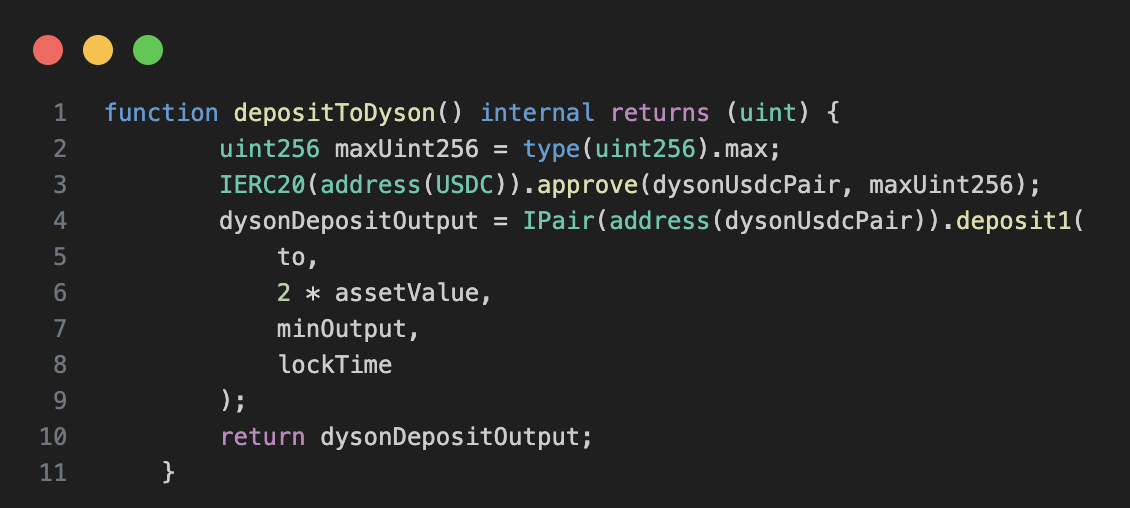 1 function depositToDyson() internal returns (uint) {
2 uint256 maxUint256 = type(uint256).max;
3 IERC20(address(USDC)).approve(dysonUsdcPair, maxUint256);
4 dysonDepositOutput = IPair(address(dysonUsdcPair)).deposit1(
5 to,
6 2 * assetValue,
7 minOutput,
8 lockTime
9 );
10 return dysonDepositOutput;
11 }